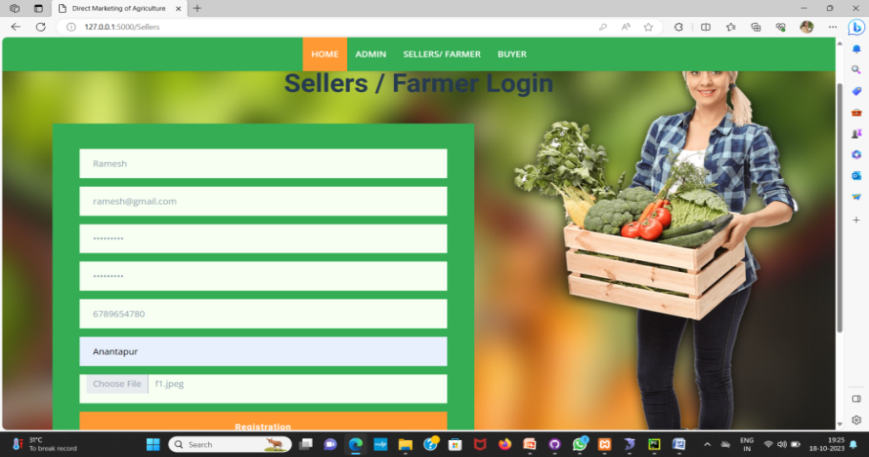 Direct Marketing of Agriculture
127.0.0.1:5000/Sellers
HOME ADMIN SELLERS/ FARMER BUYER
Sellers / Farmer Login
Ramesh
ramesh@gmail.com
6789654780
Anantapur
Choose File f1.jpeg
Registration
31°C
To break record
Search
ENG
IN
19:25
18-10-2023